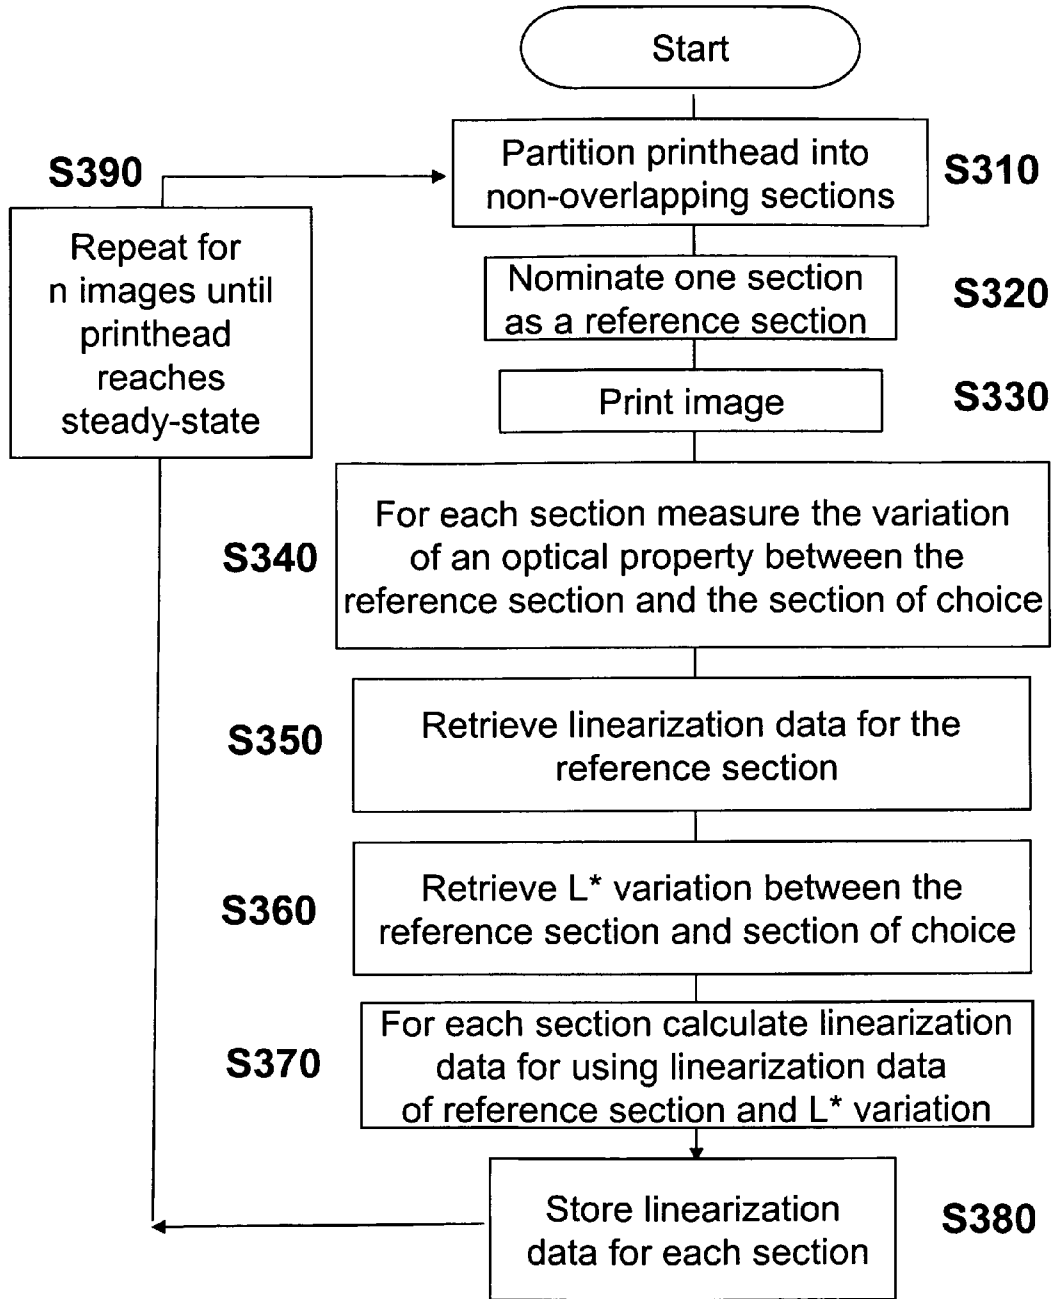 Start
Partition printhead into
non-overlapping sections
S310
S390
Repeat for
n images until
printhead
reaches
steady-state
Nominate one section
as a reference section
S320
Print image
S330
For each section measure the variation
of an optical property between the
reference section and the section of choice
S340
Retrieve linearization data for the
reference section
S350
Retrieve L* variation between the
reference section and section of choice
S360
For each section calculate linearization
data for using linearization data
of reference section and L* variation
S370
Store linearization
data for each section
S380